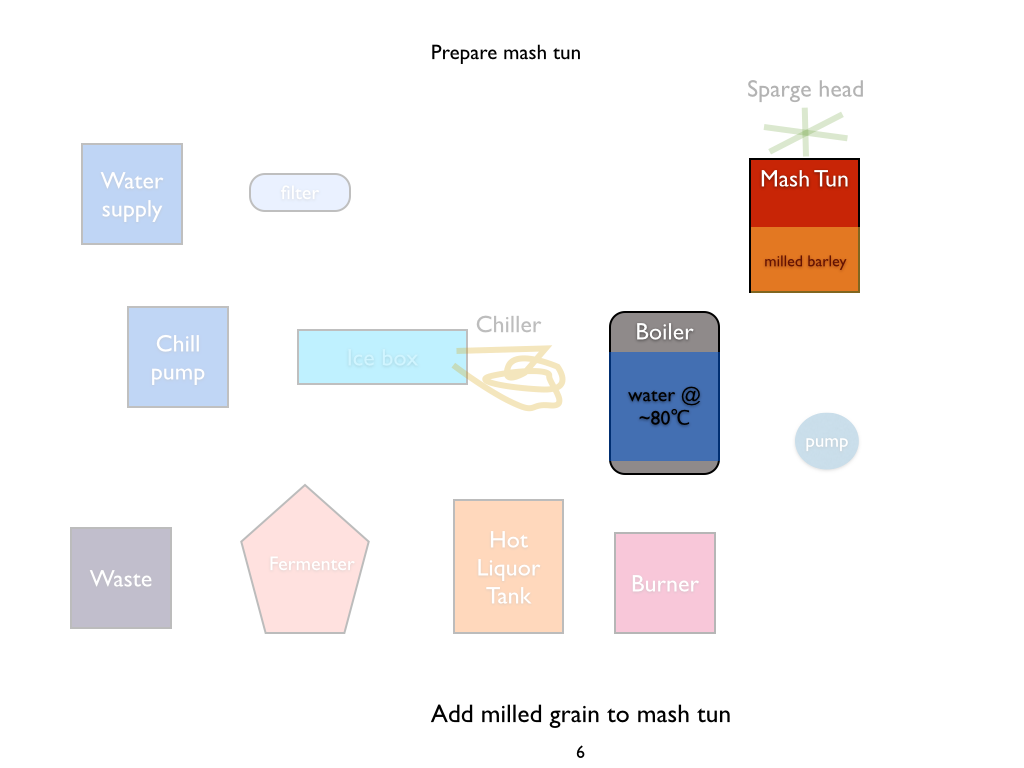 Prepare mash tun
Sparge head
Water
supply
filter
Mash Tun
milled barley
Chill
pump
Ice box
Chiller
Boiler
water @
~80℃
pump
Waste
Fermenter
Hot
Liquor
Tank
Burner
Add milled grain to mash tun
6